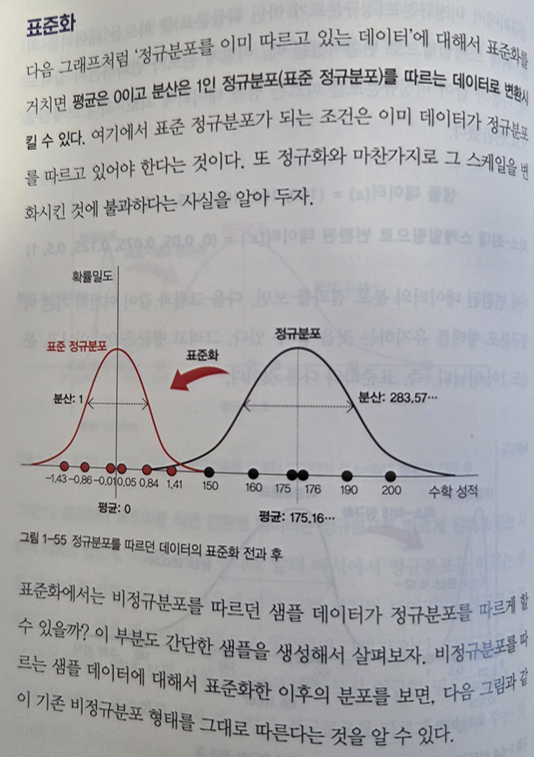 표준화
다음 그래프처럼 '정규분포를 이미 따르고 있는 데이터'에 대해서 표준화를
거치면 평균은 0이고 분산은 1인 정규분포(표준 정규분포)를 따르는 데이터로 변환시
킬 수 있다. 여기에서 표준 정규분포가 되는 조건은 이미 데이터가 정규분포
를 따르고 있어야 한다는 것이다. 또 정규화와 마찬가지로 그 스케일을 변
화시킨 것에 불과하다는 사실을 알아 두자.
확률밀도
정규분포
표준 정규분포
표준화
분산: 1
분산: 283.57…
-1.43 -0.86 -0.01 0.05 0.84 1.41 150 160 175 176 190 200 수학 성적
평균: 0
평균: 175.16…
그림 1-55 정규분포를 따르던 데이터의 표준화 전과 후
표준화에서는 비정규분포를 따르던 샘플 데이터가 정규분포를 따르게 할
수 있을까? 이 부분도 간단한 샘플을 생성해서 살펴보자. 비정규분포를 따
르는 샘플 데이터에 대해서 표준화한 이후의 분포를 보면, 다음 그림과 같
이 기존 비정규분포 형태를 그대로 따른다는 것을 알 수 있다.